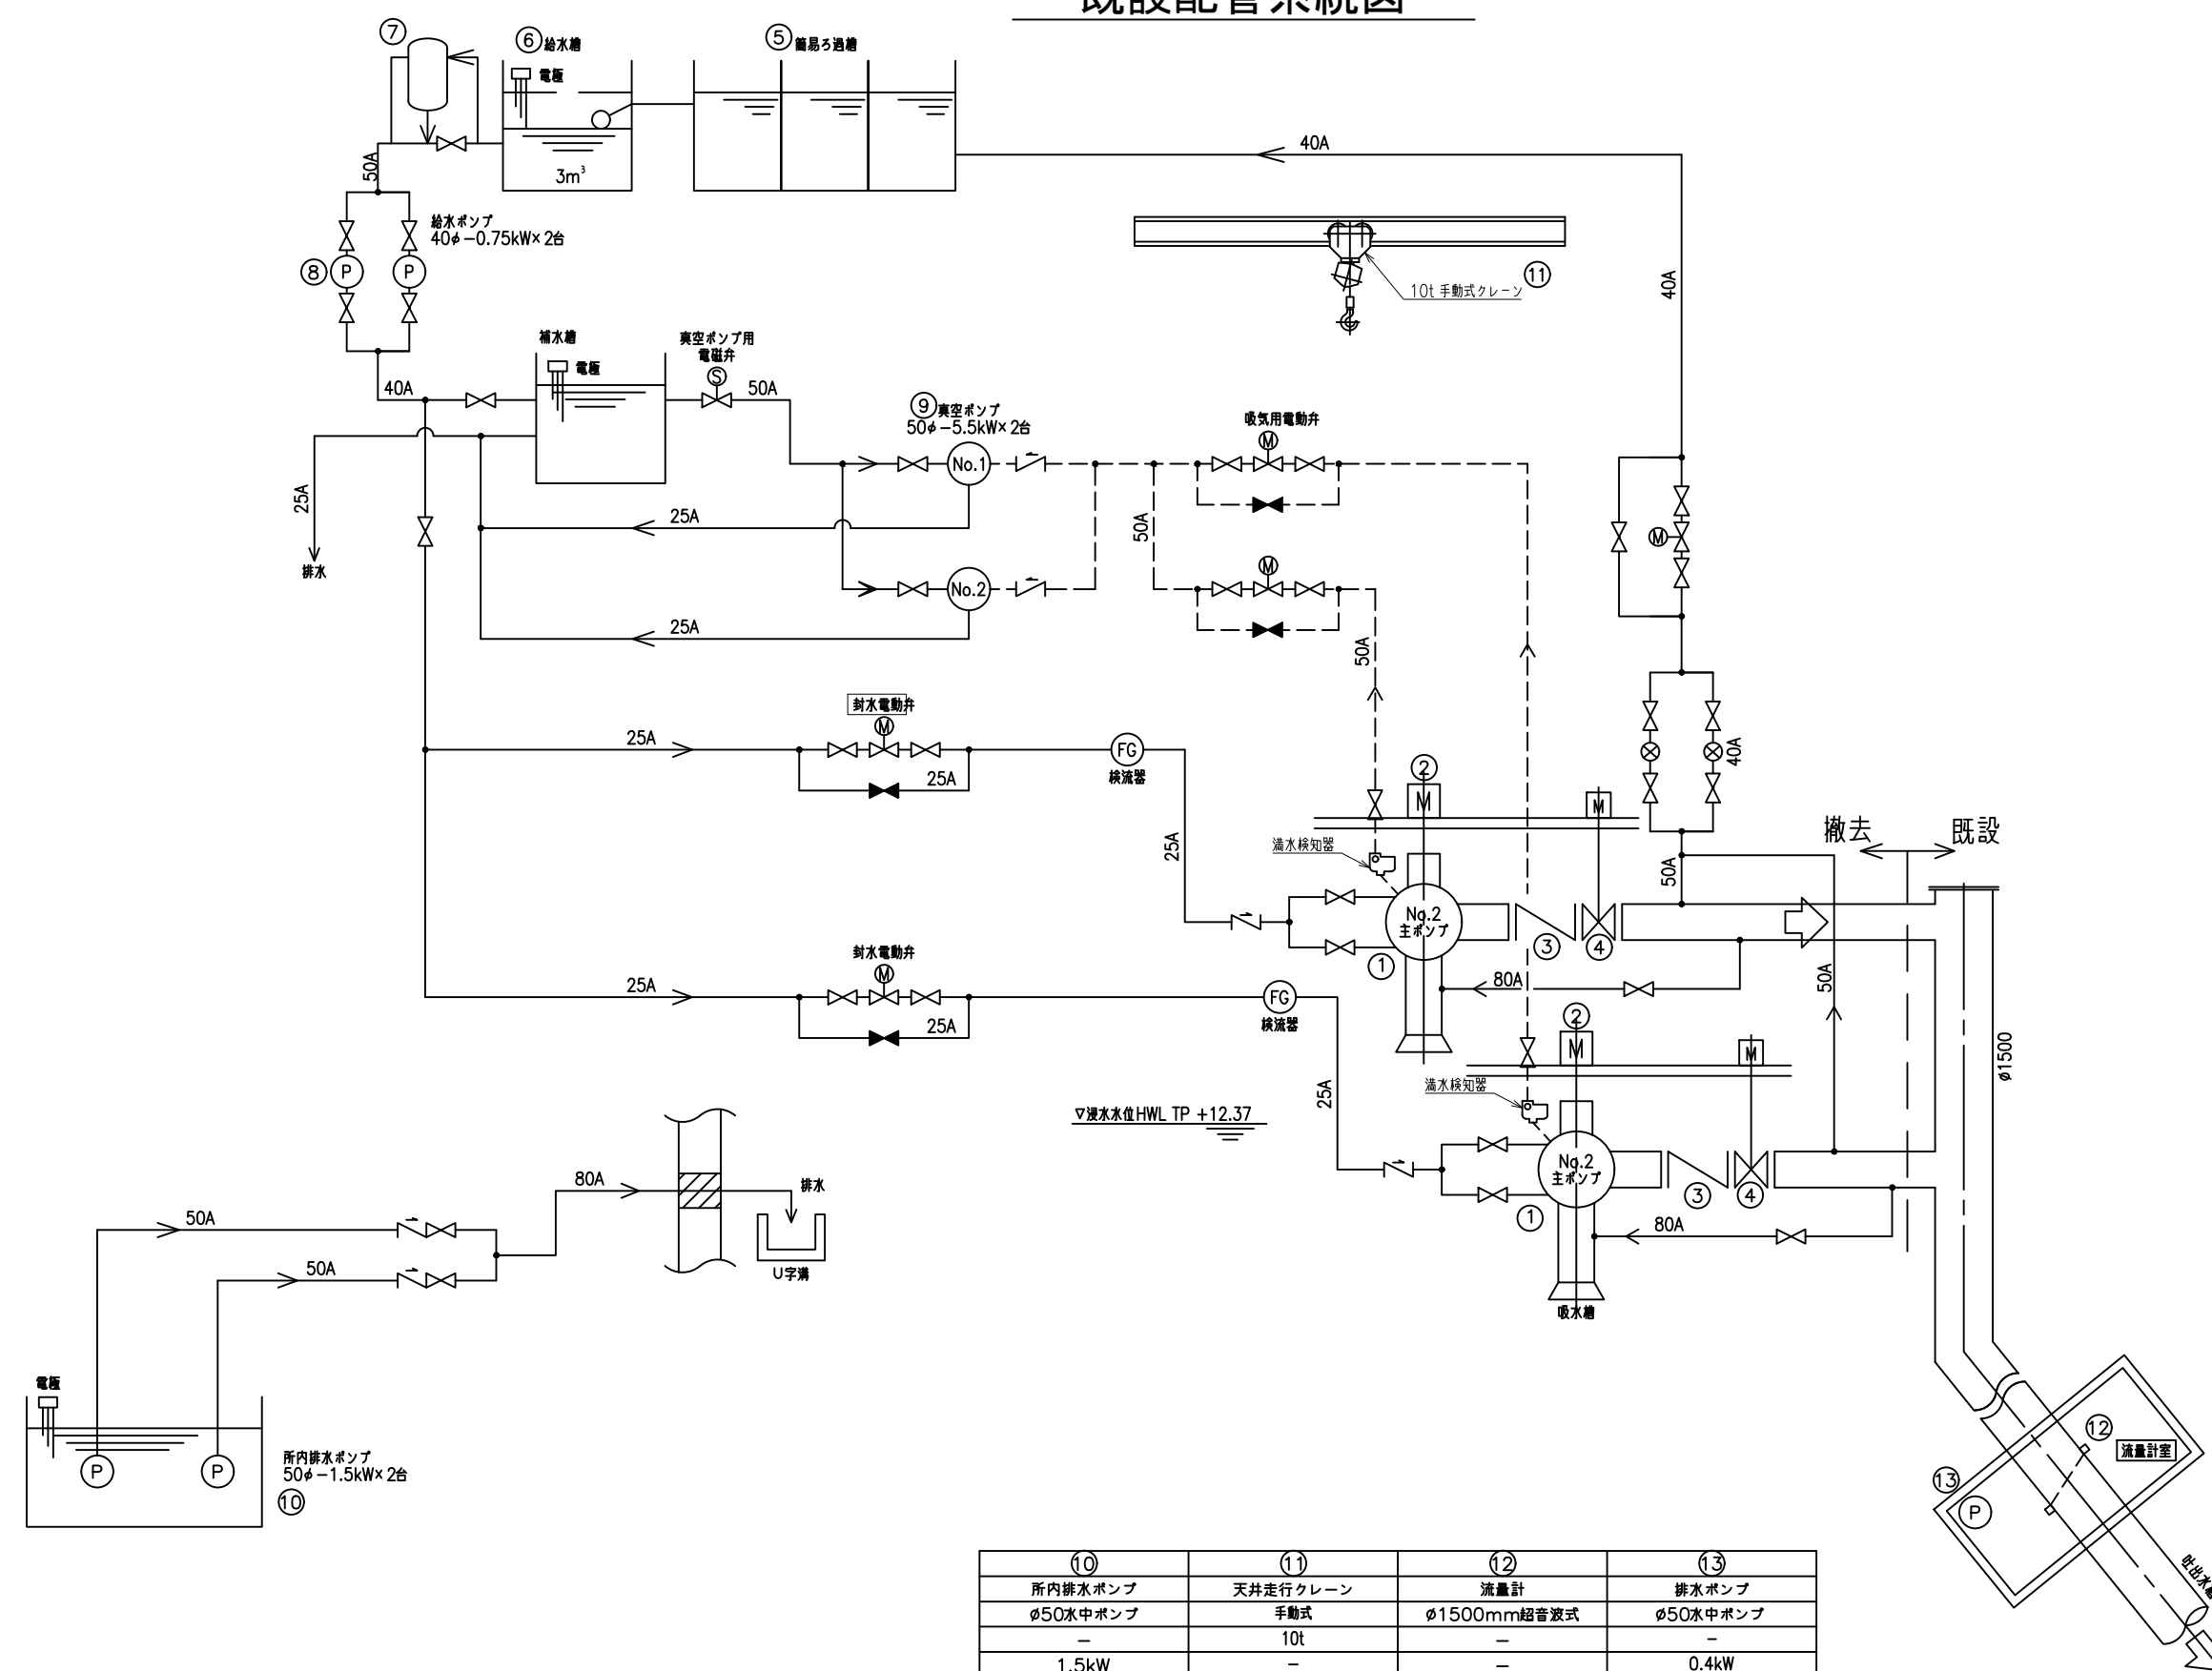 既設配管系統図
⑦
⑥ 給水槽
⑤ 簡易ろ過槽
電極
3m³
50A
40A
給水ポンプ
40φ−0.75kW×2台
⑧ P P
10t 手動式クレーン
⑪
40A
補水槽
電極
真空ポンプ用
電磁弁
S
40A
50A
⑨ 真空ポンプ
50φ−5.5kW×2台
吸気用電動弁
M
No.1
25A
25A
50A
M
排水
M
No.2
25A
50A
封水電動弁
M
25A
25A
FG
検流器
②
M
M
40A
25A
満水検知器
50A
撤去
既設
No.2
主ポンプ
①
③
④
80A
50A
封水電動弁
M
25A
25A
FG
検流器
②
M
M
φ1500
25A
満水検知器
▽浸水水位HWL TP +12.37
No.2
主ポンプ
①
③
④
80A
吸水槽
80A
排水
50A
50A
U字溝
電極
P P
所内排水ポンプ
50φ−1.5kW×2台
⑩
⑫
流量計室
⑬
P
⑩ ⑪ ⑫ ⑬
所内排水ポンプ 天井走行クレーン 流量計 排水ポンプ
φ50水中ポンプ 手動式 φ1500mm超音波式 φ50水中ポンプ
− 10t − −
1.5kW − − 0.4kW
吐出水